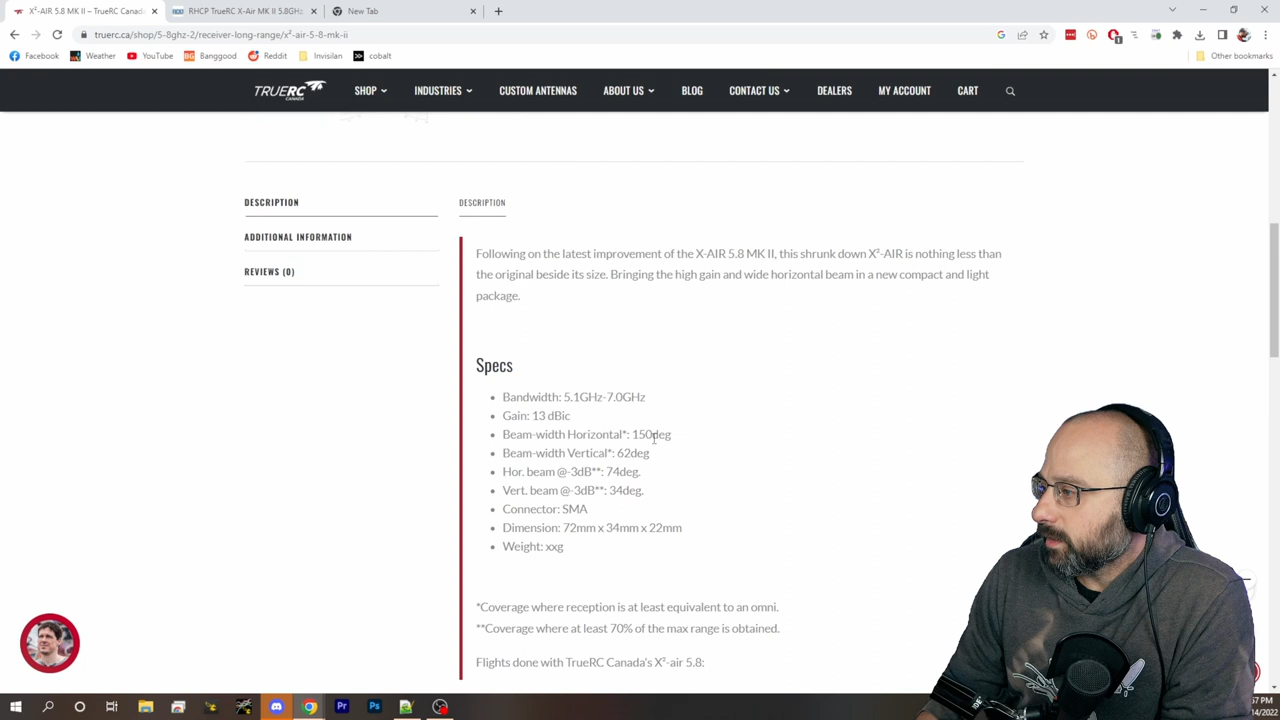 X²-AIR 5.8 MK II – TrueRC Canada
RHCP TrueRC X-Air MK II 5.8GHz
New Tab
truerc.ca/shop/5-8ghz-2/receiver-long-range/x²-air-5-8-mk-ii
Facebook
Weather
YouTube
Banggood
Reddit
Invisilan
cobalt
Other bookmarks
TRUERC
CANADA
SHOP
INDUSTRIES
CUSTOM ANTENNAS
ABOUT US
BLOG
CONTACT US
DEALERS
MY ACCOUNT
CART
DESCRIPTION
ADDITIONAL INFORMATION
REVIEWS (0)
DESCRIPTION
Following on the latest improvement of the X-AIR 5.8 MK II, this shrunk down X²-AIR is nothing less than
the original beside its size. Bringing the high gain and wide horizontal beam in a new compact and light
package.
Specs
Bandwidth: 5.1GHz-7.0GHz
Gain: 13 dBic
Beam-width Horizontal*: 150deg
Beam-width Vertical*: 62deg
Hor. beam @-3dB**: 74deg.
Vert. beam @-3dB**: 34deg.
Connector: SMA
Dimension: 72mm x 34mm x 22mm
Weight: xxg
*Coverage where reception is at least equivalent to an omni.
**Coverage where at least 70% of the max range is obtained.
Flights done with TrueRC Canada's X²-air 5.8: